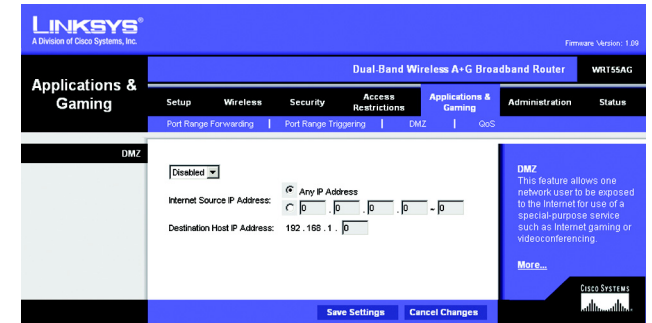 LINKSYS®
A Division of Cisco Systems, Inc.
Firmware Version: 1.09
Dual-Band Wireless A+G Broadband Router
WRT55AG
Applications & Gaming
Setup
Wireless
Security
Access Restrictions
Applications & Gaming
Administration
Status
Port Range Forwarding | Port Range Triggering | DMZ | QoS
DMZ
Disabled
Internet Source IP Address:
Any IP Address
0 . 0 . 0 . 0 ~ 0
Destination Host IP Address: 192 . 168 . 1 . 0
DMZ
This feature allows one
network user to be exposed
to the Internet for use of a
special-purpose service
such as Internet gaming or
videoconferencing.
More...
CISCO SYSTEMS
Save Settings
Cancel Changes